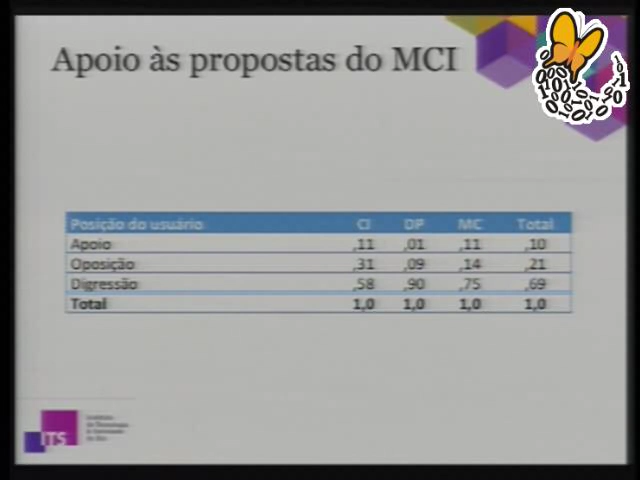 Apoio às propostas do MCI
Posição do usuário CI DP MC Total
Apoio ,11 ,01 ,11 ,10
Oposição ,31 ,09 ,14 ,21
Digressão ,58 ,90 ,75 ,69
Total 1,0 1,0 1,0 1,0
ITS